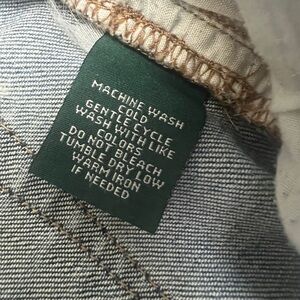 MACHINE WASH
COLD
GENTLE CYCLE
WASH WITH LIKE
COLORS
DO NOT BLEACH
TUMBLE DRY LOW
WARM IRON
IF NEEDED